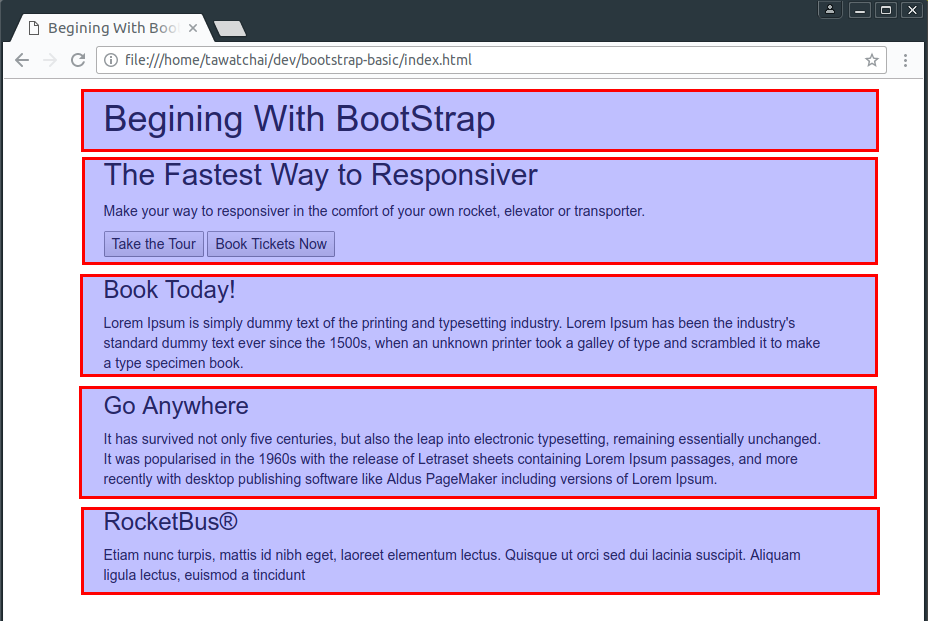 Begining With Boo
file:///home/tawatchai/dev/bootstrap-basic/index.html
Begining With BootStrap
The Fastest Way to Responsiver
Make your way to responsiver in the comfort of your own rocket, elevator or transporter.
Take the Tour Book Tickets Now
Book Today!
Lorem Ipsum is simply dummy text of the printing and typesetting industry. Lorem Ipsum has been the industry's
standard dummy text ever since the 1500s, when an unknown printer took a galley of type and scrambled it to make
a type specimen book.
Go Anywhere
It has survived not only five centuries, but also the leap into electronic typesetting, remaining essentially unchanged.
It was popularised in the 1960s with the release of Letraset sheets containing Lorem Ipsum passages, and more
recently with desktop publishing software like Aldus PageMaker including versions of Lorem Ipsum.
RocketBus®
Etiam nunc turpis, mattis id nibh eget, laoreet elementum lectus. Quisque ut orci sed dui lacinia suscipit. Aliquam
ligula lectus, euismod a tincidunt